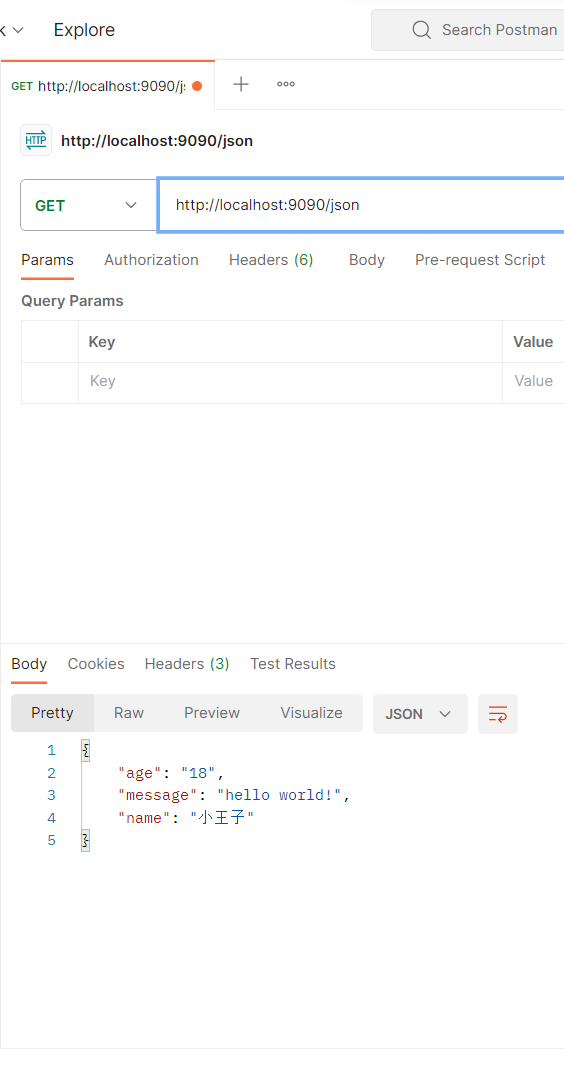 Explore
Search Postman
GET http://localhost:9090/j
HTTP http://localhost:9090/json
GET http://localhost:9090/json
Params Authorization Headers (6) Body Pre-request Script
Query Params
Key Value
Key Value
Body Cookies Headers (3) Test Results
Pretty Raw Preview Visualize JSON
1 {
2 "age": "18",
3 "message": "hello world!",
4 "name": "小王子"
5 }